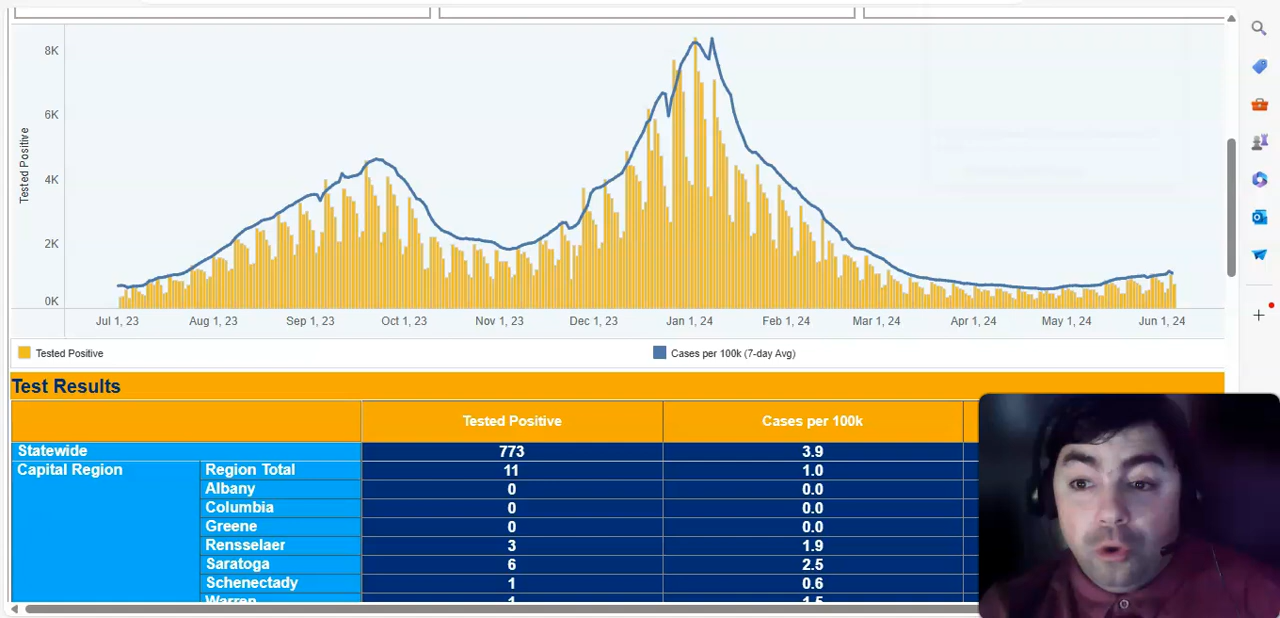 8K
6K
Tested Positive
4K
2K
0K
Jul 1, 23 Aug 1, 23 Sep 1, 23 Oct 1, 23 Nov 1, 23 Dec 1, 23 Jan 1, 24 Feb 1, 24 Mar 1, 24 Apr 1, 24 May 1, 24 Jun 1, 24
Tested Positive Cases per 100k (7-day Avg)
Test Results
Tested Positive Cases per 100k
Statewide 773 3.9
Capital Region Region Total 11 1.0
Albany 0 0.0
Columbia 0 0.0
Greene 0 0.0
Rensselaer 3 1.9
Saratoga 6 2.5
Schenectady 1 0.6
Warren 1 1.5